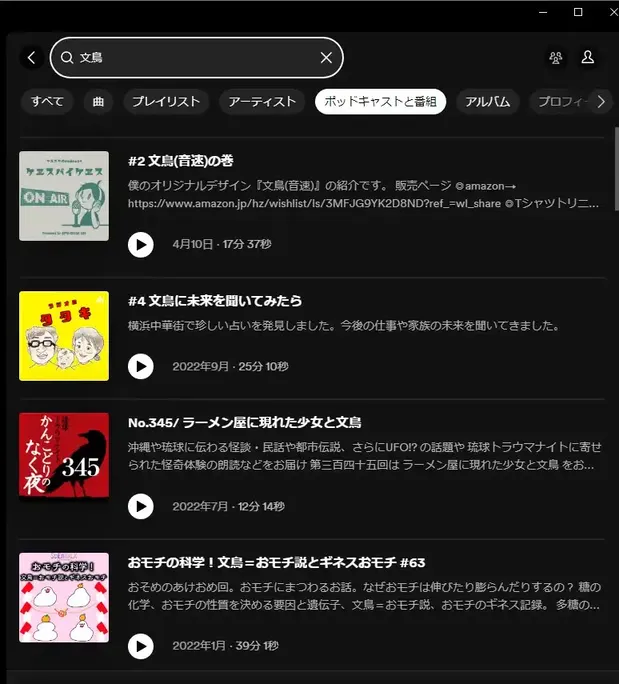 文鳥
すべて
曲
プレイリスト
アーティスト
ポッドキャストと番組
アルバム
プロフィー
ケエスバイケエス
ON AIR
#2 文鳥(音速)の巻
僕のオリジナルデザイン『文鳥(音速)』の紹介です。 販売ページ ◎amazon→
https://www.amazon.jp/hz/wishlist/ls/3MFJG9YK2D8ND?ref_=wl_share ◎Tシャツトリニ...
4月10日 · 17分 37秒
タタキ
#4 文鳥に未来を聞いてみたら
横浜中華街で珍しい占いを発見しました。今後の仕事や家族の未来を聞いてきました。
2022年9月 · 25分 10秒
かんこどりの
なく夜
345
No.345/ ラーメン屋に現れた少女と文鳥
沖縄や琉球に伝わる怪談・民話や都市伝説、さらにUFO!? の話題や 琉球トラウマナイトに寄せ
られた怪奇体験の朗読などをお届け 第三百四十五回は ラーメン屋に現れた少女と文鳥 をお...
2022年7月 · 12分 14秒
おモチの科学！
文鳥＝おモチ説とギネスおモチ
おモチの科学！文鳥＝おモチ説とギネスおモチ #63
おそめのあけおめ回。おモチにまつわるお話。なぜおモチは伸びたり膨らんだりするの？ 糖の
化学、おモチの性質を決める要因と遺伝子、文鳥＝おモチ説、おモチのギネス記録。 多糖の...
2022年1月 · 39分 1秒